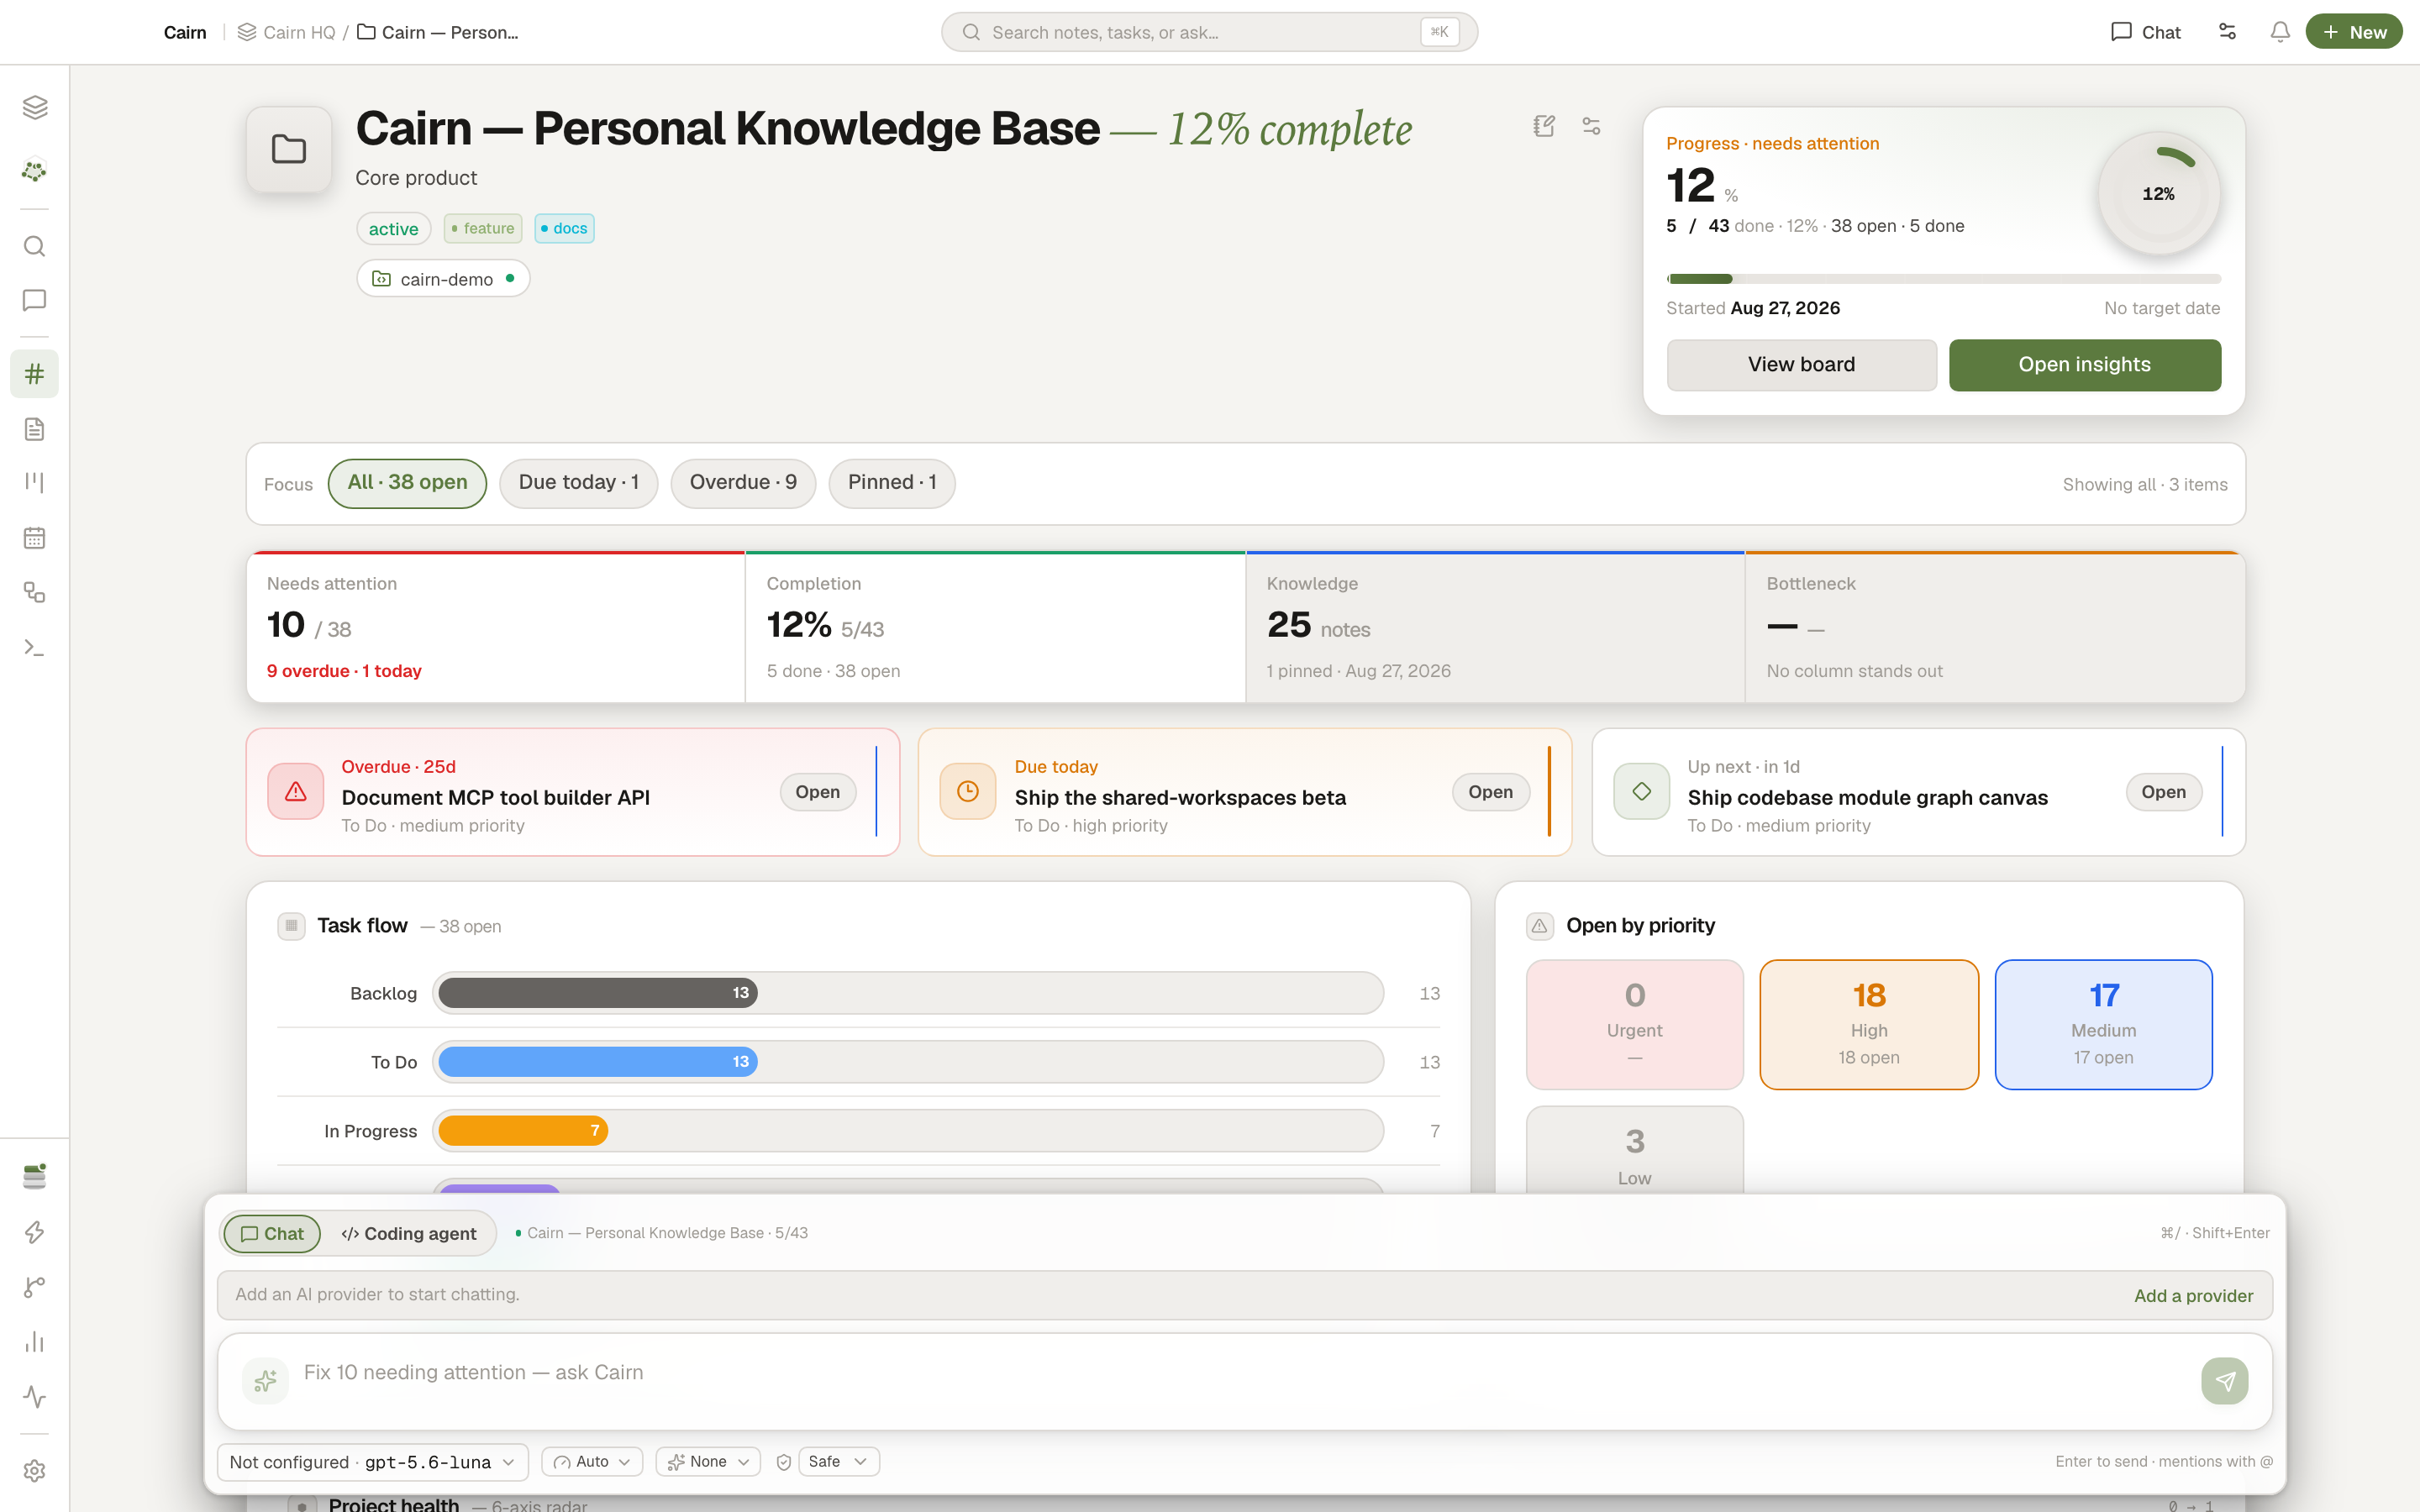 Cairn
Cairn HQ / Cairn — Person...
Search notes, tasks, or ask...
⌘K
Chat
New
Cairn — Personal Knowledge Base — 12% complete
Core product
active
feature
docs
cairn-demo
Progress · needs attention
12 %
5 / 43 done · 12% · 38 open · 5 done
12%
Started Aug 27, 2026
No target date
View board
Open insights
Focus
All · 38 open
Due today · 1
Overdue · 9
Pinned · 1
Showing all · 3 items
Needs attention
10 / 38
9 overdue · 1 today
Completion
12% 5/43
5 done · 38 open
Knowledge
25 notes
1 pinned · Aug 27, 2026
Bottleneck
— —
No column stands out
Overdue · 25d
Document MCP tool builder API
To Do · medium priority
Open
Due today
Ship the shared-workspaces beta
To Do · high priority
Open
Up next · in 1d
Ship codebase module graph canvas
To Do · medium priority
Open
Task flow — 38 open
Backlog 13 13
To Do 13 13
In Progress 7 7
Open by priority
0
Urgent
—
18
High
18 open
17
Medium
17 open
3
Low
Chat
Coding agent
Cairn — Personal Knowledge Base · 5/43
⌘/ · Shift+Enter
Add an AI provider to start chatting.
Add a provider
Fix 10 needing attention — ask Cairn
Not configured · gpt-5.6-luna
Auto
None
Safe
Enter to send · mentions with @
Project health — 6-axis radar
0 → 1